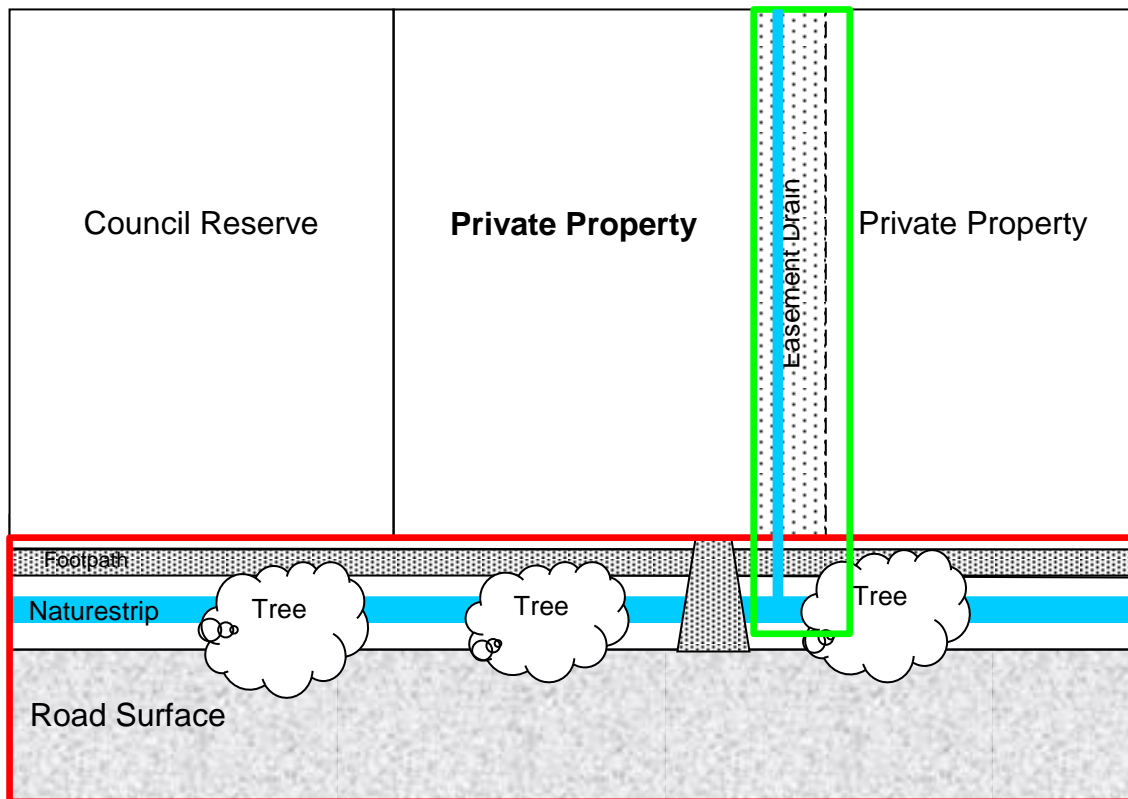 Council Reserve
Private Property
Easement Drain
Private Property
Footpath
Naturestrip
Tree
Tree
Tree
Road Surface